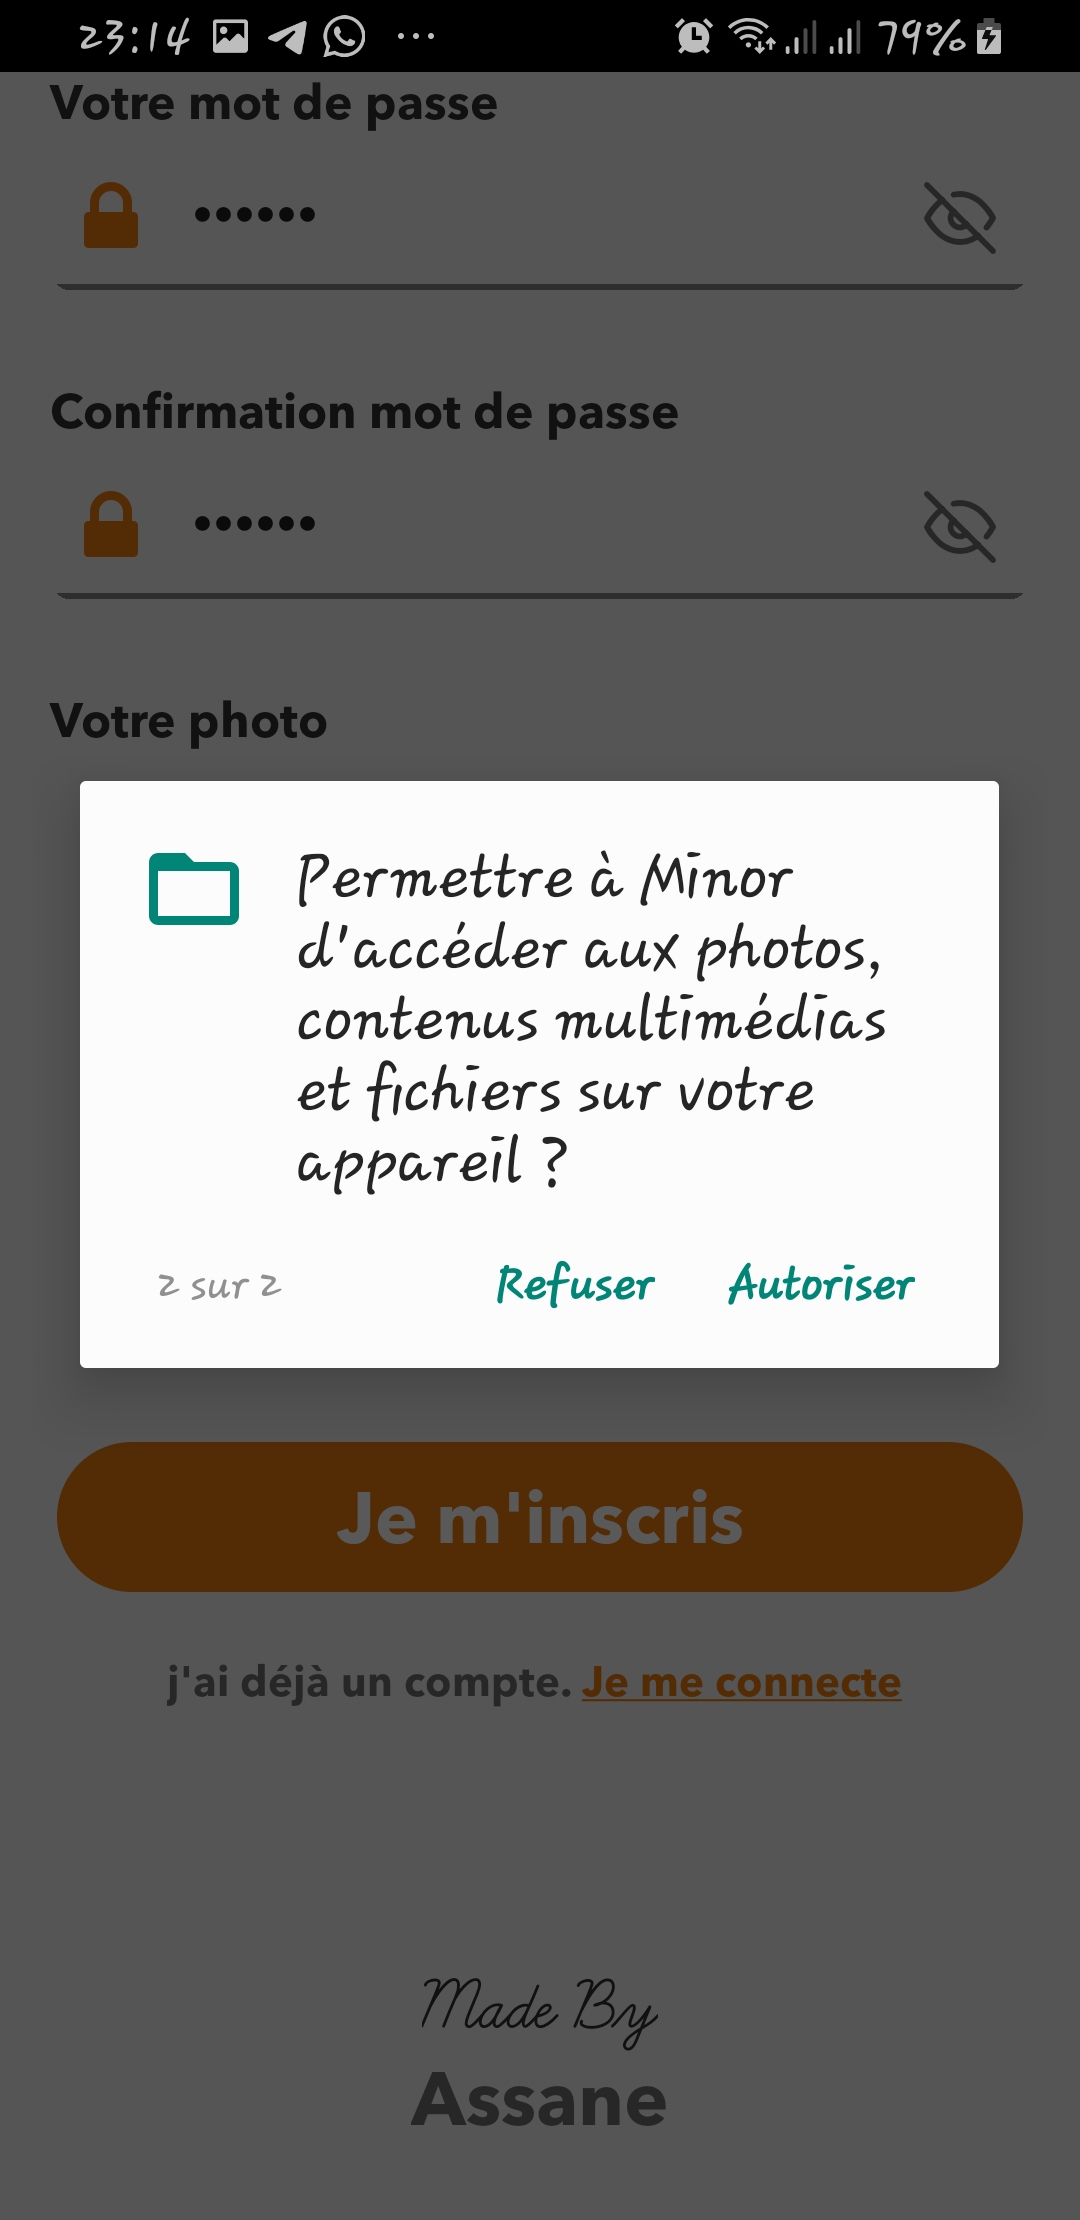 23:14 79%
Votre mot de passe
••••••
Confirmation mot de passe
••••••
Votre photo
Permettre à Minor
d'accéder aux photos,
contenus multimédias
et fichiers sur votre
appareil ?
2 sur 2 Refuser Autoriser
Je m'inscris
j'ai déjà un compte. Je me connecte
Made By
Assane